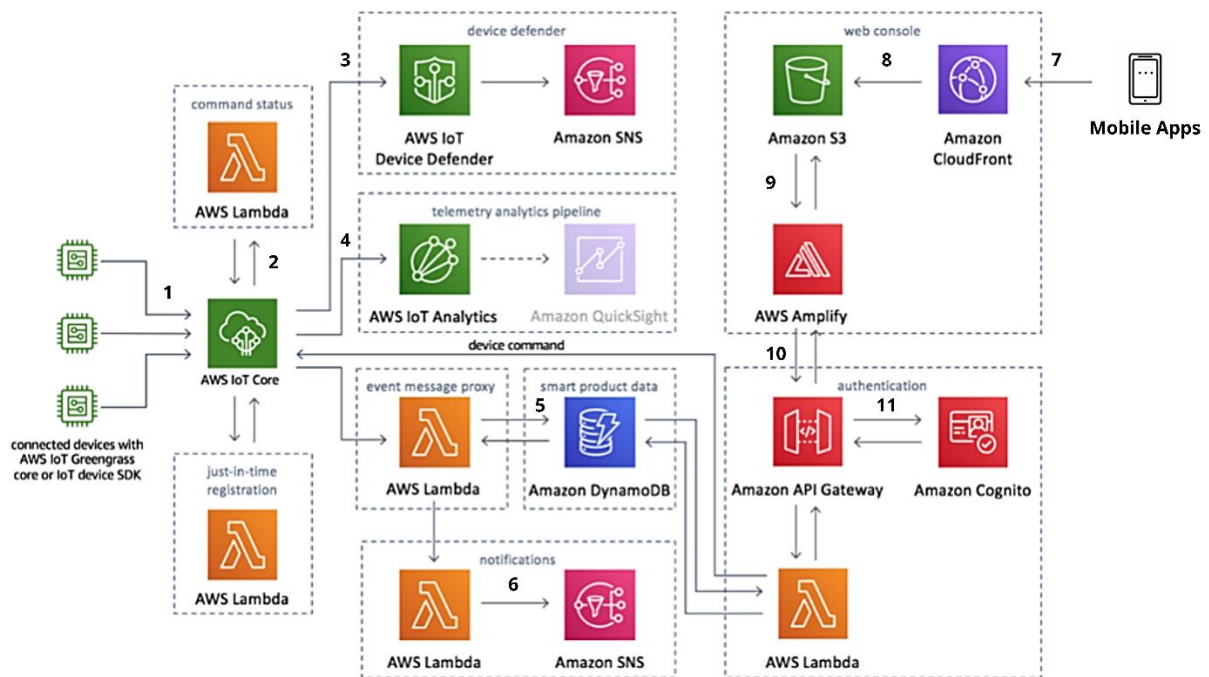 device defender
3
AWS IoT
Device Defender
Amazon SNS
web console
8
7
Amazon S3
Amazon
CloudFront
Mobile Apps
command status
AWS Lambda
2
telemetry analytics pipeline
4
AWS IoT Analytics
Amazon QuickSight
9
AWS Amplify
1
AWS IoT Core
device command
10
connected devices with
AWS IoT Greengrass
core or IoT device SDK
event message proxy
AWS Lambda
5
smart product data
Amazon DynamoDB
authentication
11
Amazon API Gateway
Amazon Cognito
just-in-time
registration
AWS Lambda
notifications
6
AWS Lambda
Amazon SNS
AWS Lambda